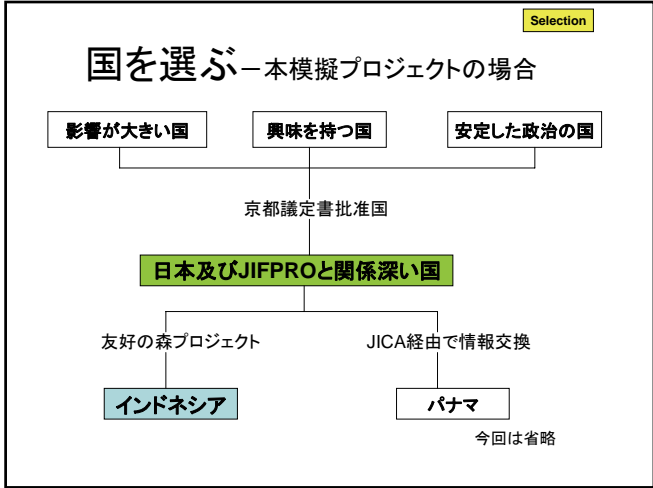 Selection
国を選ぶ－本模擬プロジェクトの場合
影響が大きい国
興味を持つ国
安定した政治の国
京都議定書批准国
日本及びJIFPROと関係深い国
友好の森プロジェクト
JICA経由で情報交換
インドネシア
パナマ
今回は省略